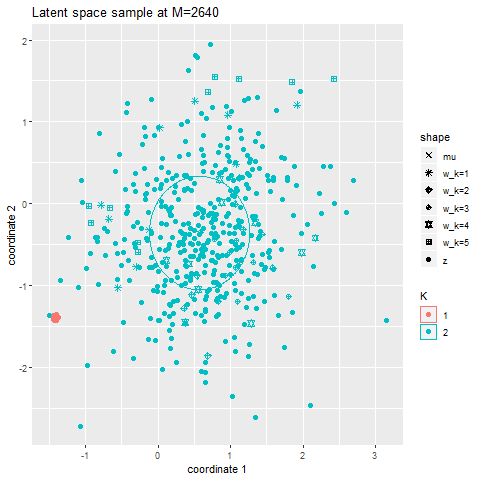 Latent space sample at M=2640
2
1
0
-1
-2
coordinate 2
-1
0
1
2
3
coordinate 1
shape
mu
w_k=1
w_k=2
w_k=3
w_k=4
w_k=5
z
K
1
2